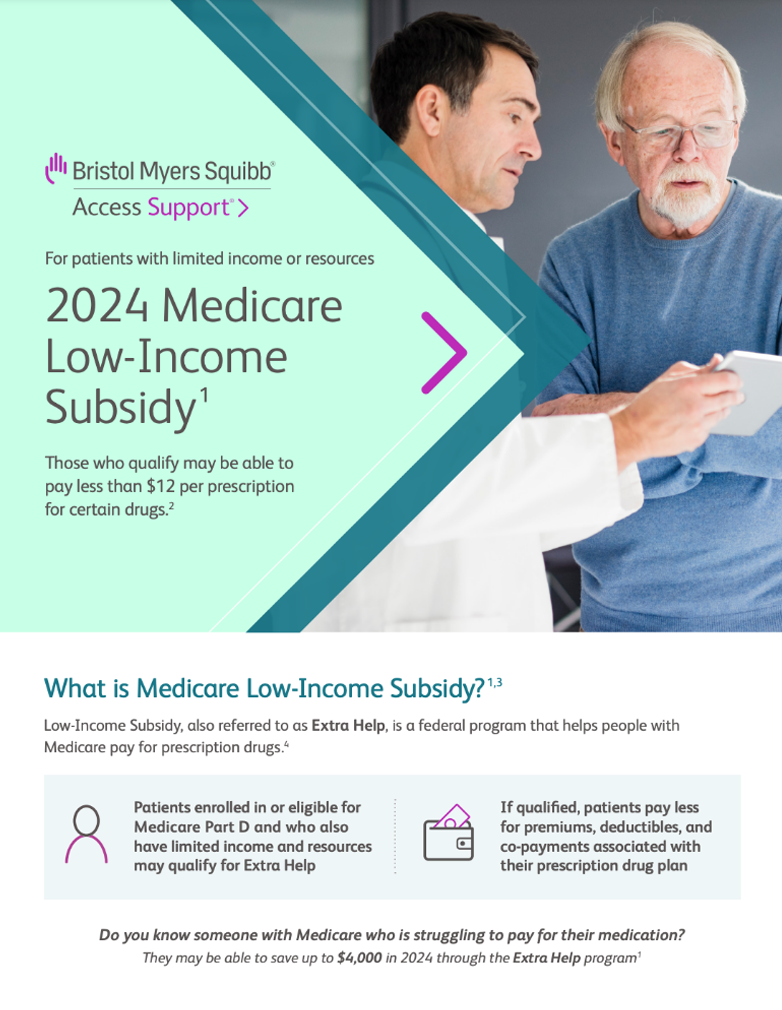 Bristol Myers Squibb®
Access Support®
For patients with limited income or resources
2024 Medicare
Low-Income
Subsidy¹
Those who qualify may be able to
pay less than $12 per prescription
for certain drugs.²
What is Medicare Low-Income Subsidy?¹,³
Low-Income Subsidy, also referred to as Extra Help, is a federal program that helps people with
Medicare pay for prescription drugs.⁴
Patients enrolled in or eligible for
Medicare Part D and who also
have limited income and resources
may qualify for Extra Help
If qualified, patients pay less
for premiums, deductibles, and
co-payments associated with
their prescription drug plan
Do you know someone with Medicare who is struggling to pay for their medication?
They may be able to save up to $4,000 in 2024 through the Extra Help program¹